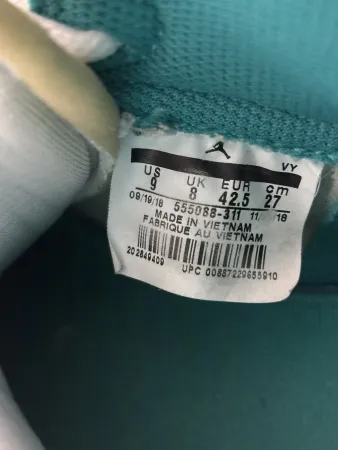 VY
US UK EUR cm
9 8 42.5 27
09/19/18 555088-311 11/ /18
MADE IN VIETNAM
FABRIQUE AU VIETNAM
202849409
UPC 00887229655910